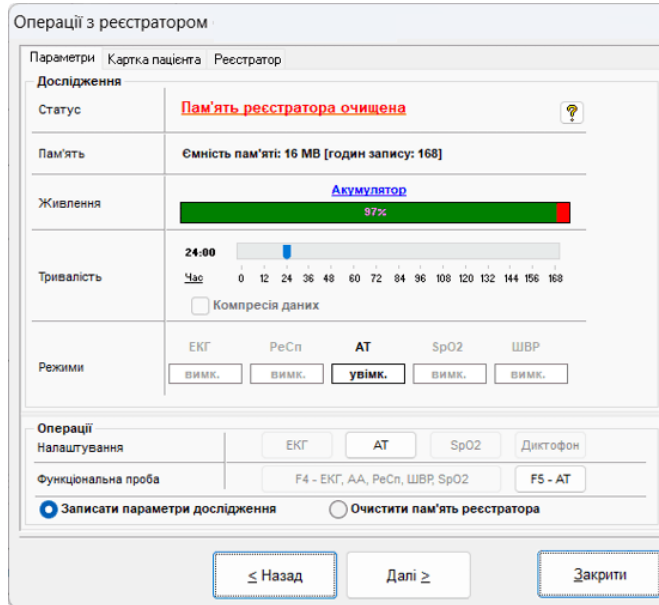 Операції з реєстратором
Параметри Картка пацієнта Реєстратор
Дослідження
Статус Пам'ять реєстратора очищена ?
Пам'ять Ємність пам'яті: 16 MB [годин запису: 168]
Акумулятор
Живлення 97%
24:00
Тривалість Час 0 12 24 36 48 60 72 84 96 108 120 132 144 156 168
Компресія даних
ЕКГ РеСп АТ SpO2 ШВР
Режими вимк. вимк. увімк. вимк. вимк.
Операції
Налаштування ЕКГ АТ SpO2 Диктофон
Функціональна проба F4 - ЕКГ, АА, РеСп, ШВР, SpO2 F5 - АТ
Записати параметри дослідження Очистити пам'ять реєстратора
< Назад Далі > Закрити